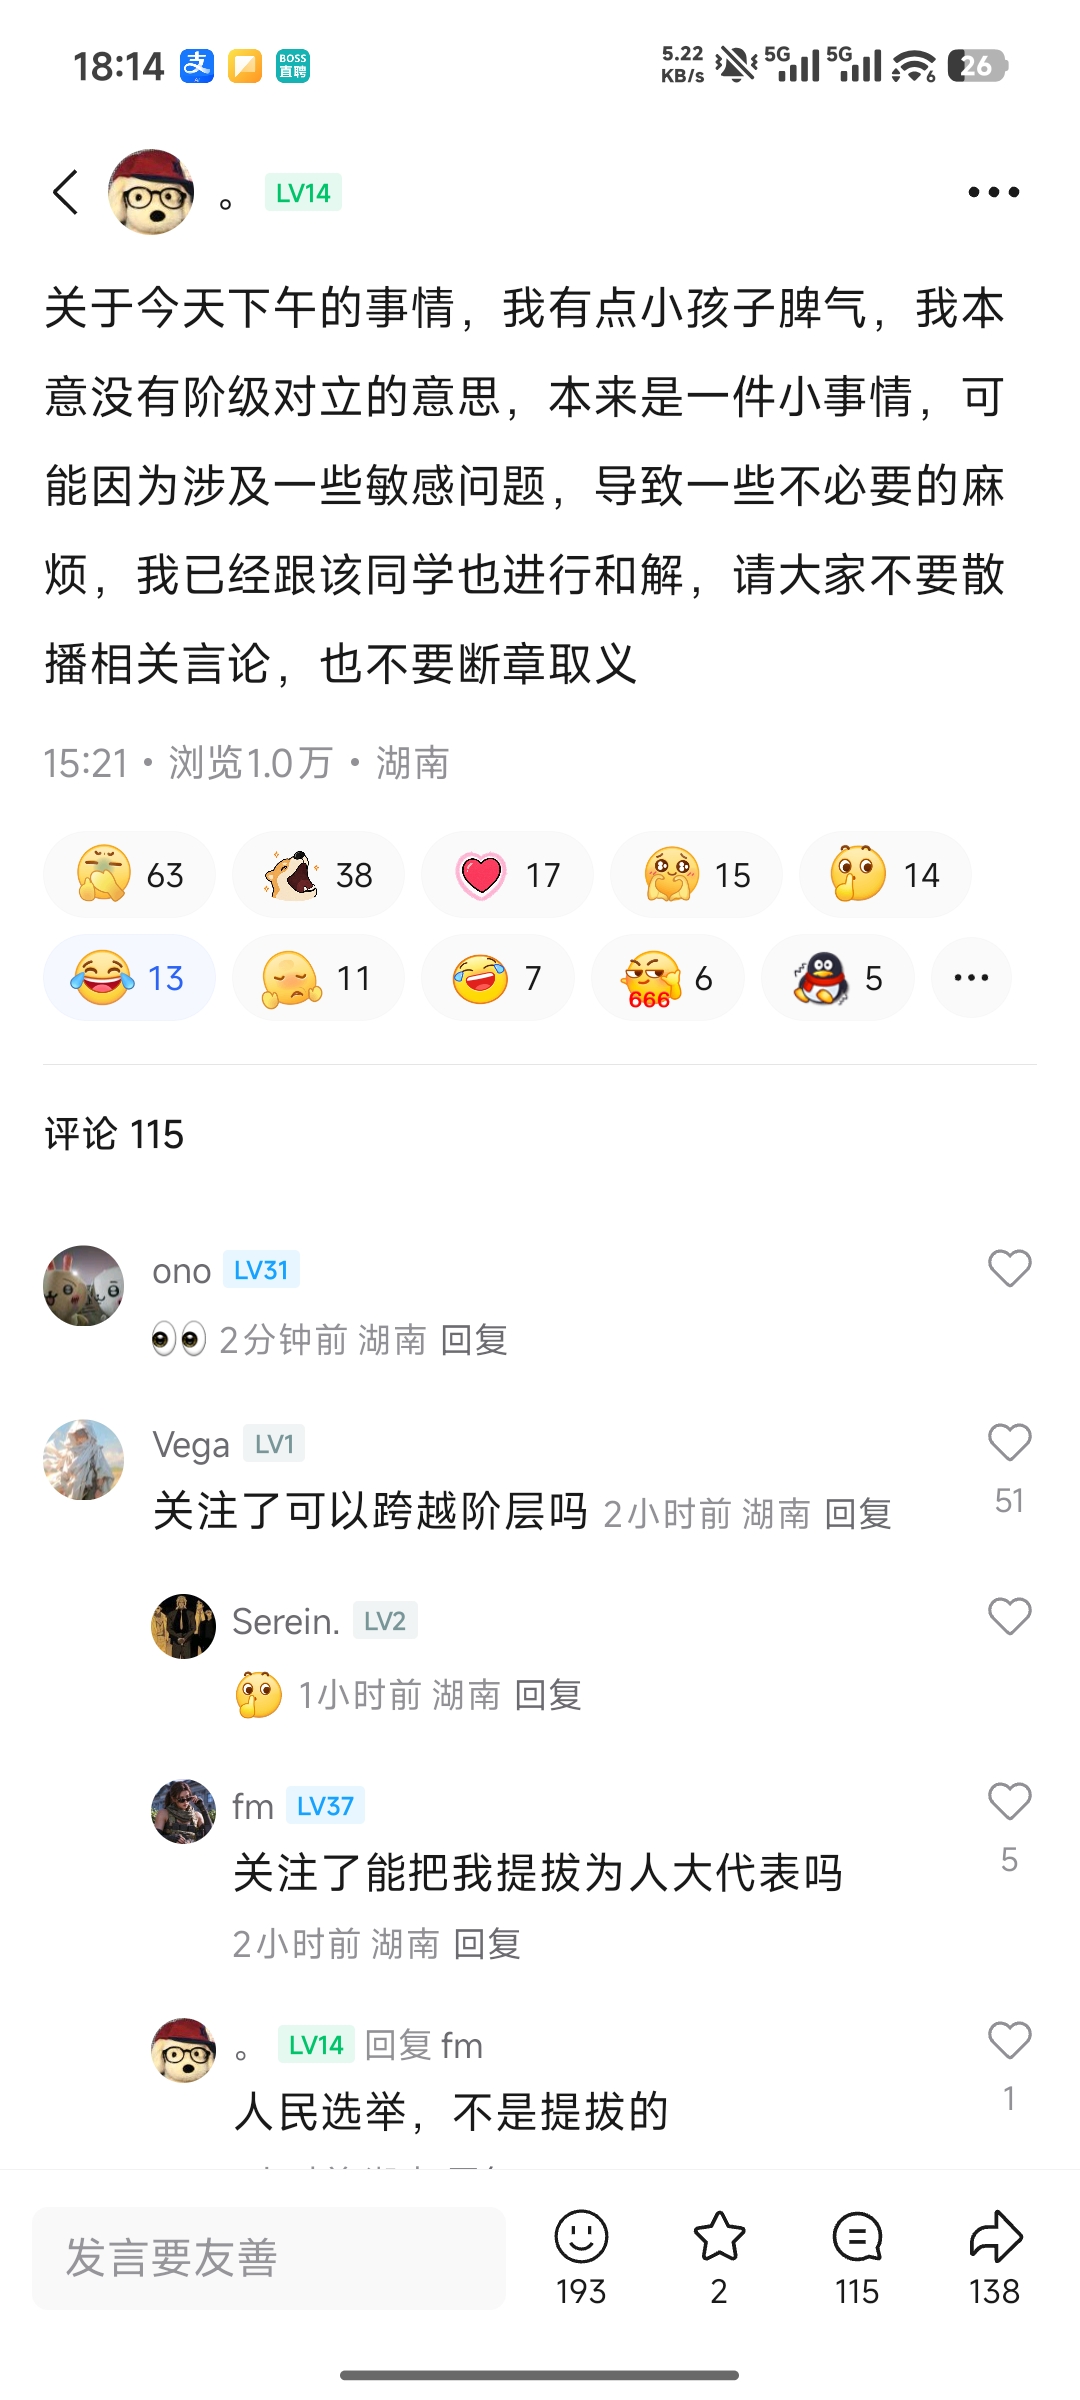 18:14
支
BOSS
直聘
5.22
KB/s
5G
5G
6
26
。 LV14
关于今天下午的事情，我有点小孩子脾气，我本
意没有阶级对立的意思，本来是一件小事情，可
能因为涉及一些敏感问题，导致一些不必要的麻
烦，我已经跟该同学也进行和解，请大家不要散
播相关言论，也不要断章取义
15:21 • 浏览1.0万 • 湖南
63 38 17 15 14
13 11 7 666 6 5
评论 115
ono LV31
2分钟前 湖南 回复
Vega LV1
关注了可以跨越阶层吗 2小时前 湖南 回复
51
Serein. LV2
1小时前 湖南 回复
fm LV37
关注了能把我提拔为人大代表吗
5
2小时前 湖南 回复
。 LV14 回复 fm
人民选举，不是提拔的
1
发言要友善
193 2 115 138